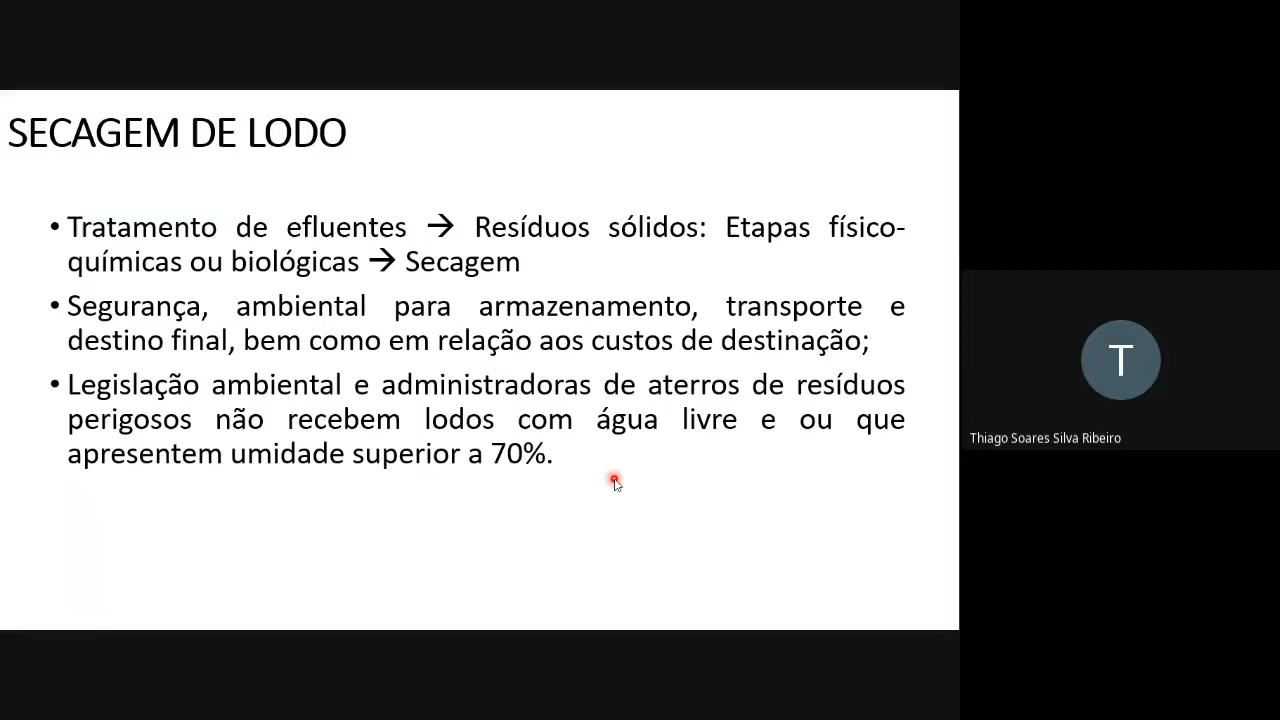 SECAGEM DE LODO
• Tratamento de efluentes → Resíduos sólidos: Etapas físico-
químicas ou biológicas → Secagem
• Segurança, ambiental para armazenamento, transporte e
destino final, bem como em relação aos custos de destinação;
• Legislação ambiental e administradoras de aterros de resíduos
perigosos não recebem lodos com água livre e ou que
apresentem umidade superior a 70%.
T
Thiago Soares Silva Ribeiro